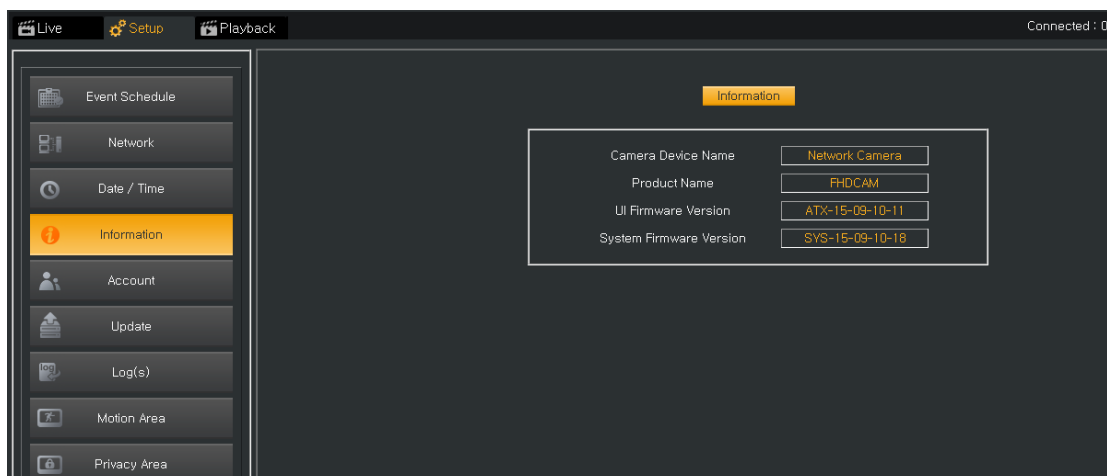 Live Setup Playback Connected : 0
Event Schedule
Network
Date / Time
Information
Account
Update
log
Log(s)
Motion Area
Privacy Area
Information
Camera Device Name Network Camera
Product Name FHDCAM
UI Firmware Version ATX-15-09-10-11
System Firmware Version SYS-15-09-10-18